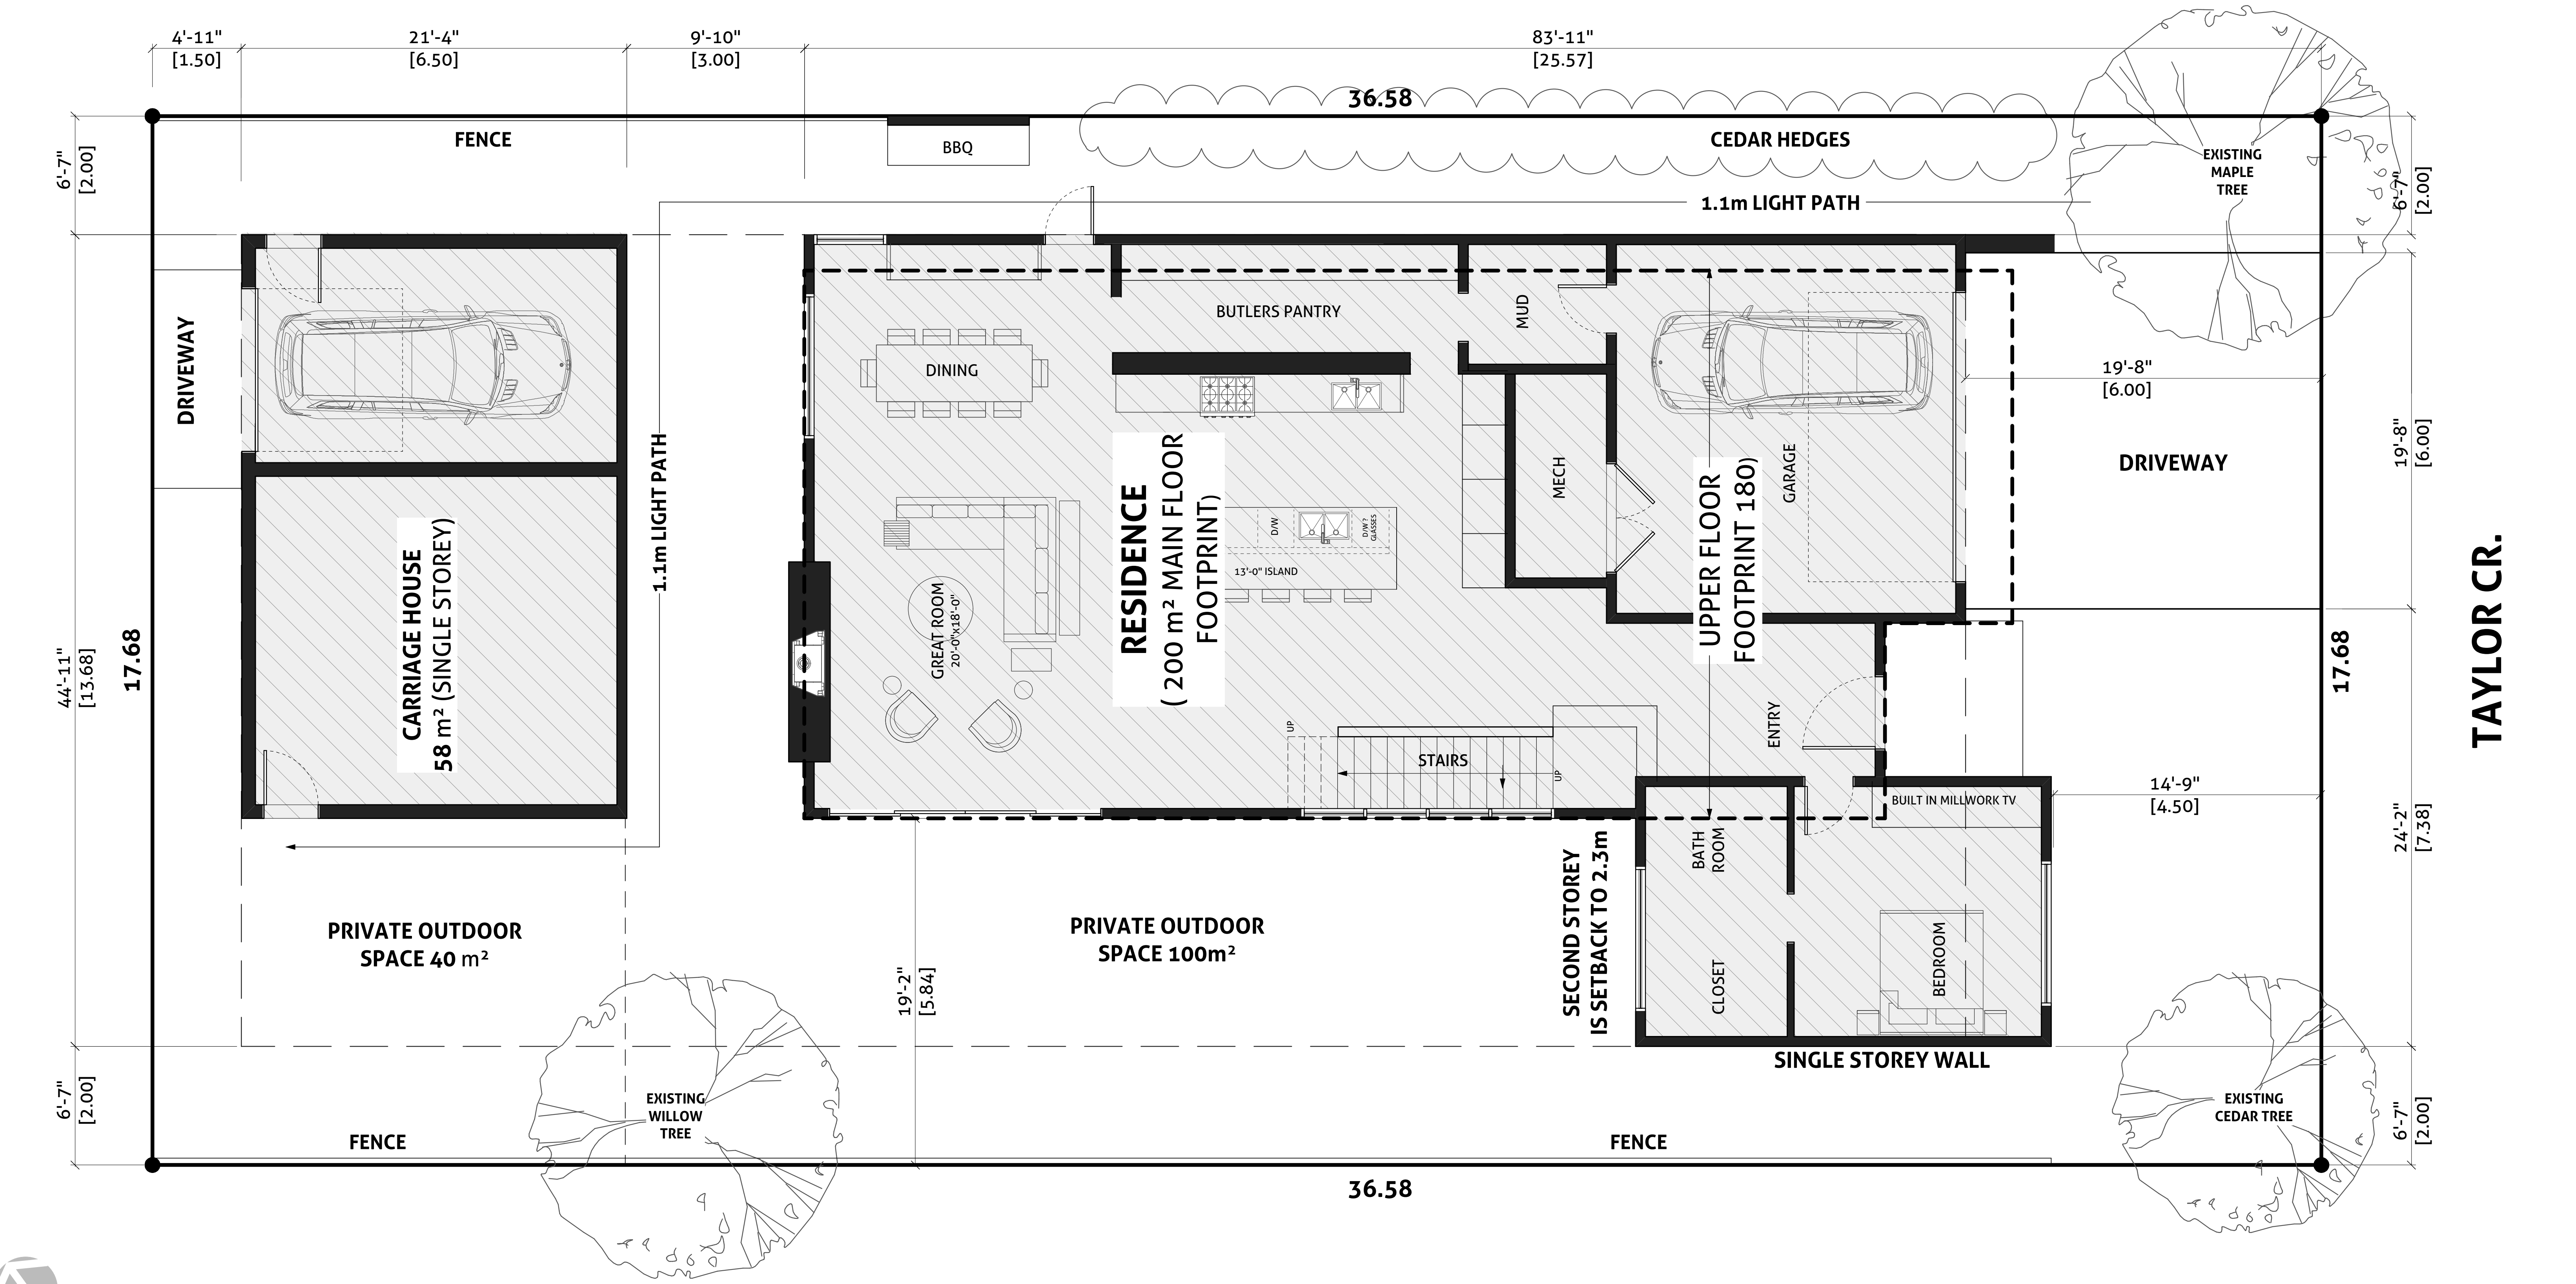 4'-11"
[1.50]
21'-4"
[6.50]
9'-10"
[3.00]
83'-11"
[25.57]
36.58
FENCE
BBQ
CEDAR HEDGES
EXISTING
MAPLE
TREE
6'-7"
[2.00]
6'-7"
[2.00]
1.1m LIGHT PATH
DRIVEWAY
1.1m LIGHT PATH
DINING
BUTLERS PANTRY
MUD
MECH
GARAGE
19'-8"
[6.00]
19'-8"
[6.00]
DRIVEWAY
CARRIAGE HOUSE
58 m² (SINGLE STOREY)
GREAT ROOM
20'-0"x18'-0"
RESIDENCE
( 200 m² MAIN FLOOR
FOOTPRINT)
D/W
D/W?
GLASSES
13'-0" ISLAND
UPPER FLOOR
FOOTPRINT 180)
44'-11"
[13.68]
17.68
17.68
TAYLOR CR.
UP
STAIRS
UP
ENTRY
BUILT IN MILLWORK TV
14'-9"
[4.50]
24'-2"
[7.38]
BATH
ROOM
CLOSET
BEDROOM
SECOND STOREY
IS SETBACK TO 2.3m
PRIVATE OUTDOOR
SPACE 40 m²
PRIVATE OUTDOOR
SPACE 100m²
19'-2"
[5.84]
SINGLE STOREY WALL
6'-7"
[2.00]
EXISTING
WILLOW
TREE
EXISTING
CEDAR TREE
6'-7"
[2.00]
FENCE
FENCE
36.58